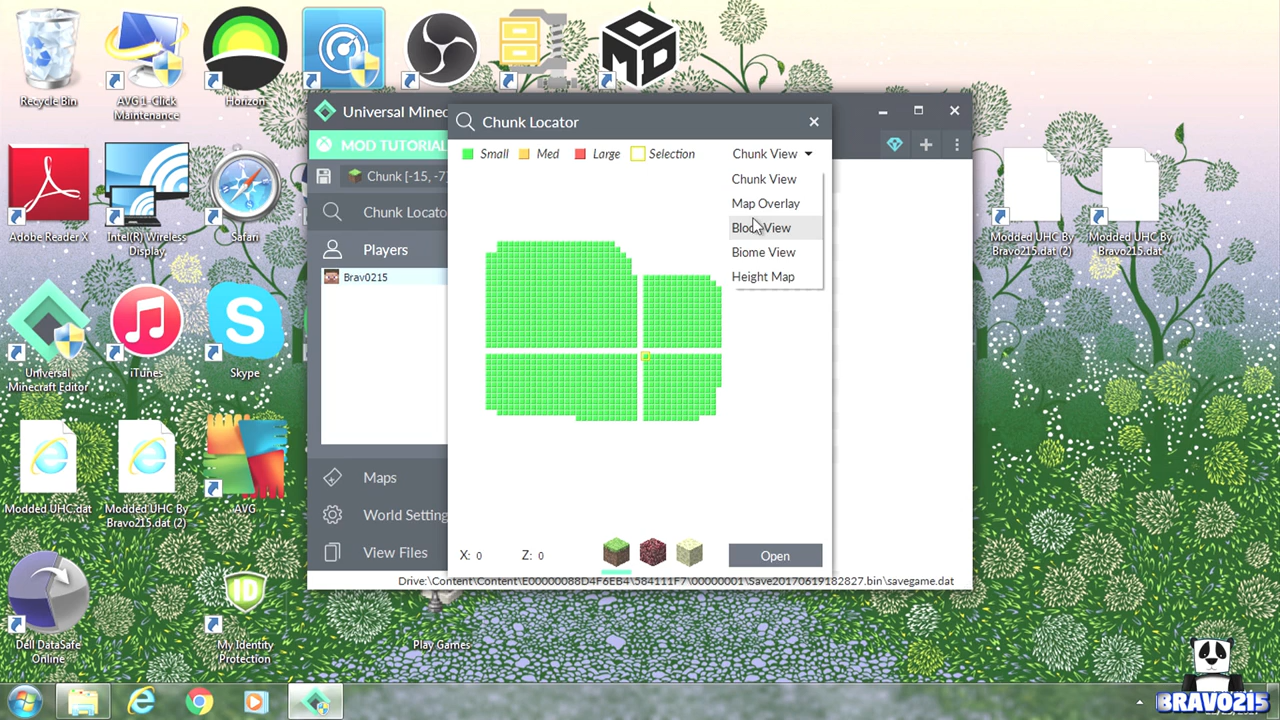 Recycle Bin
AVG 1-Click
Maintenance
Horizon
OMD
Adobe Reader X
Intel(R) Wireless
Display
Safari
Universal
Minecraft Editor
iTunes
Skype
Modded UHC.dat
Modded UHC By
Bravo215.dat (2)
AVG
Dell DataSafe
Online
ID
My Identity
Protection
Play Games
Modded UHC By
Bravo215.dat (2)
Modded UHC By
Bravo215.dat
Universal Minec
MOD TUTORIAL
Chunk [-15, -7]
Chunk Locato
Players
Brav0215
Maps
World Setting
View Files
Chunk Locator
Small Med Large Selection
Chunk View
Chunk View
Map Overlay
Block View
Biome View
Height Map
X: 0 Z: 0
Open
Drive:\Content\Content\E00000088D4F6EB4\584111F7\00000001\Save20170619182827.bin\savegame.dat
BRAVO215